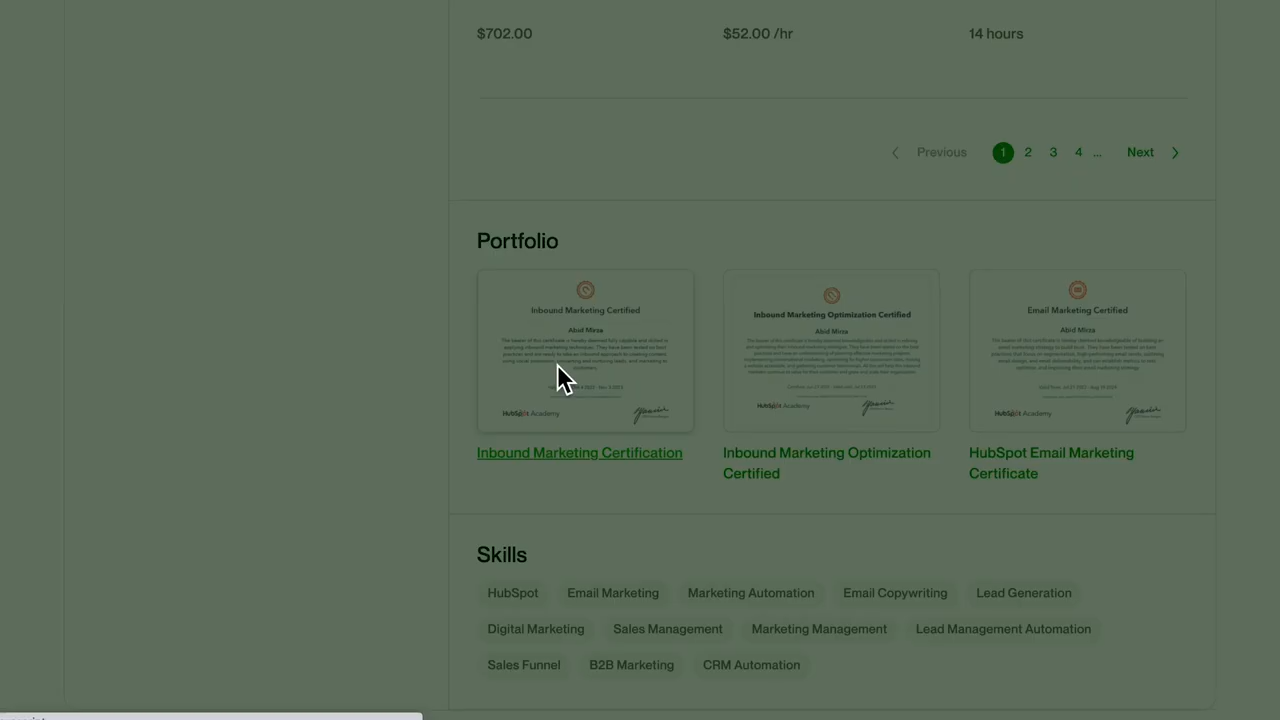 $702.00
$52.00 /hr
14 hours
Previous
1
2
3
4
...
Next
Portfolio
Inbound Marketing Certified
Abid Mirza
HubSpot Academy
Inbound Marketing Optimization Certified
Abid Mirza
HubSpot Academy
Email Marketing Certified
Abid Mirza
HubSpot Academy
Inbound Marketing Certification
Inbound Marketing Optimization
Certified
HubSpot Email Marketing
Certificate
Skills
HubSpot
Email Marketing
Marketing Automation
Email Copywriting
Lead Generation
Digital Marketing
Sales Management
Marketing Management
Lead Management Automation
Sales Funnel
B2B Marketing
CRM Automation